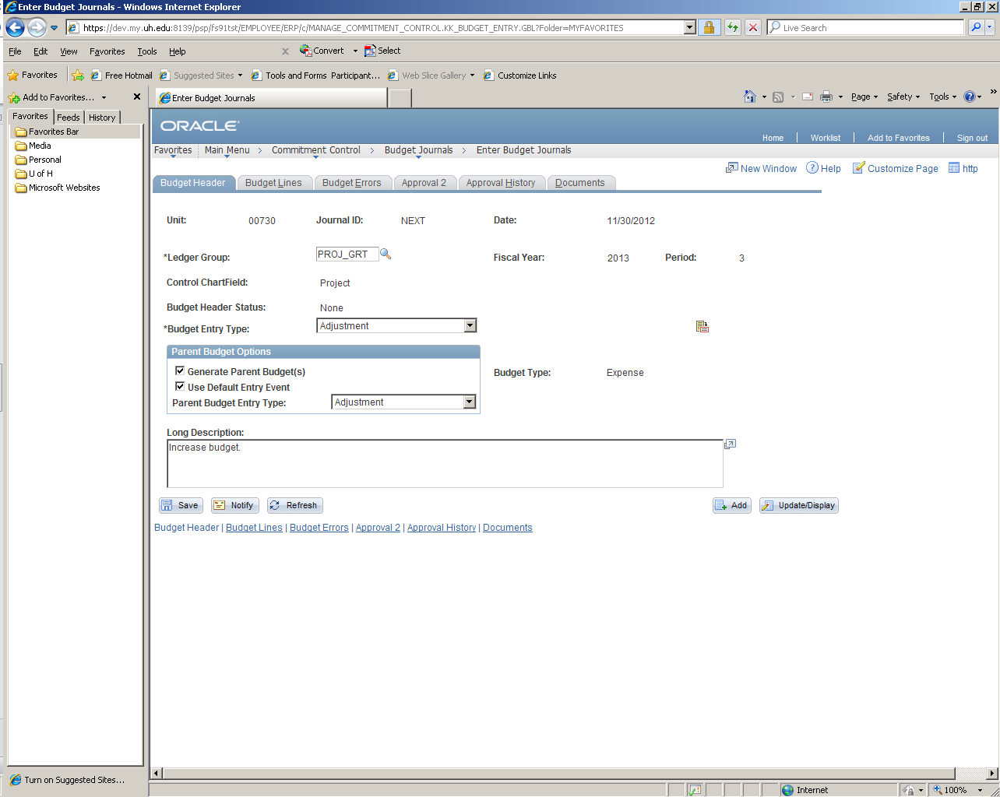 Enter Budget Journals - Windows Internet Explorer
https://dev.my.uh.edu:8139/psp/fs91tst/EMPLOYEE/ERP/c/MANAGE_COMMITMENT_CONTROL.KK_BUDGET_ENTRY.GBL?Folder=MYFAVORITES
Live Search
File Edit View Favorites Tools Help x Convert Select
Favorites Free Hotmail Suggested Sites Tools and Forms Participant... Web Slice Gallery Customize Links
Add to Favorites... x Enter Budget Journals Page Safety Tools »
Favorites Feeds History
Favorites Bar
Media
Personal
U of H
Microsoft Websites
Turn on Suggested Sites...
ORACLE
Home Worklist Add to Favorites Sign out
Favorites Main Menu > Commitment Control > Budget Journals > Enter Budget Journals
New Window Help Customize Page http
Budget Header Budget Lines Budget Errors Approval 2 Approval History Documents
Unit: 00730 Journal ID: NEXT Date: 11/30/2012
*Ledger Group: PROJ_GRT Fiscal Year: 2013 Period: 3
Control ChartField: Project
Budget Header Status: None
*Budget Entry Type: Adjustment
Parent Budget Options
Generate Parent Budget(s)
Budget Type: Expense
Use Default Entry Event
Parent Budget Entry Type: Adjustment
Long Description:
Increase budget.
Save Notify Refresh Add Update/Display
Budget Header | Budget Lines | Budget Errors | Approval 2 | Approval History | Documents
Internet 100%